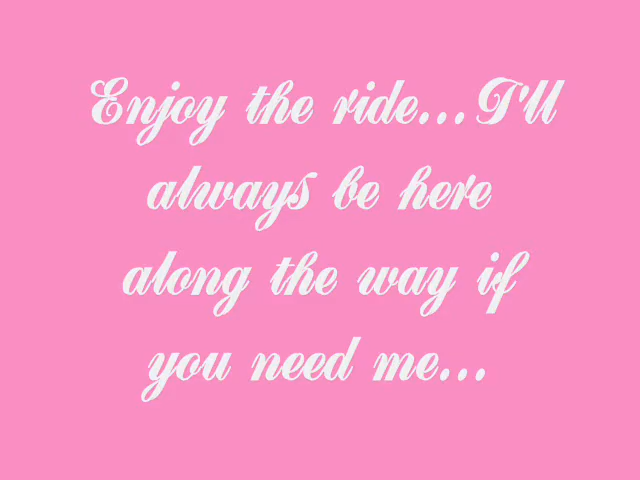 Enjoy the ride...I'll
always be here
along the way if
you need me...